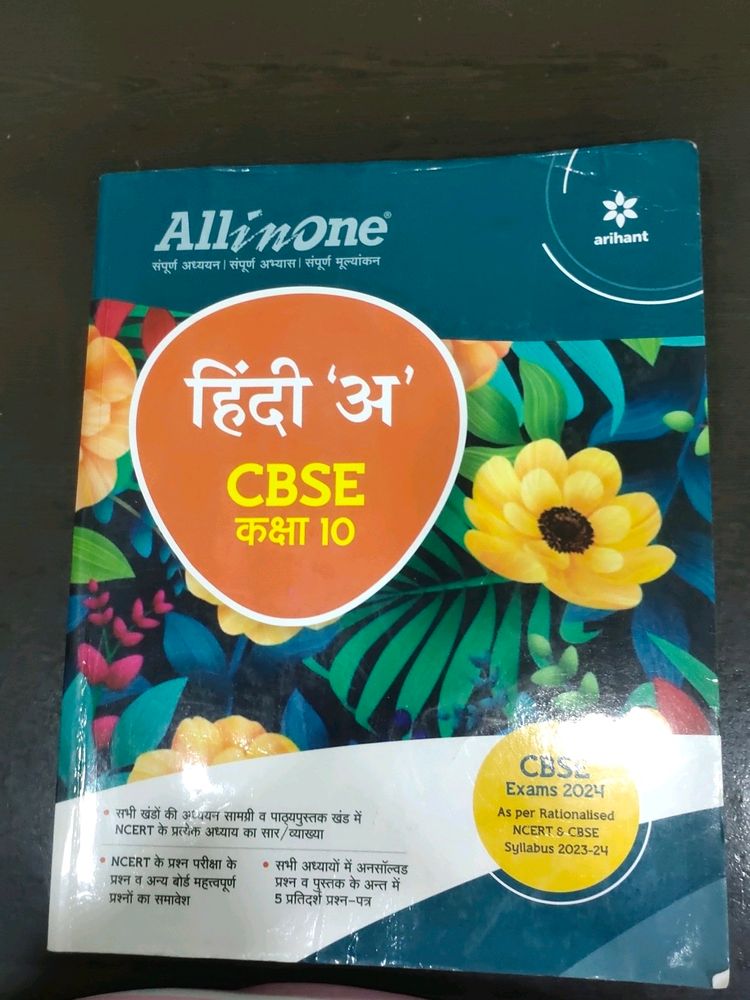 All in One®
संपूर्ण अध्ययन | संपूर्ण अभ्यास | संपूर्ण मूल्यांकन
arihant
हिंदी 'अ'
CBSE
कक्षा 10
CBSE
Exams 2024
As per Rationalised
NCERT & CBSE
Syllabus 2023-24
• सभी खंडों की अध्ययन सामग्री व पाठ्यपुस्तक खंड में
NCERT के प्रत्येक अध्याय का सार/व्याख्या
• NCERT के प्रश्न परीक्षा के
प्रश्न व अन्य बोर्ड महत्त्वपूर्ण
प्रश्नों का समावेश
• सभी अध्यायों में अनसॉल्वड
प्रश्न व पुस्तक के अन्त में
5 प्रतिदर्श प्रश्न-पत्र